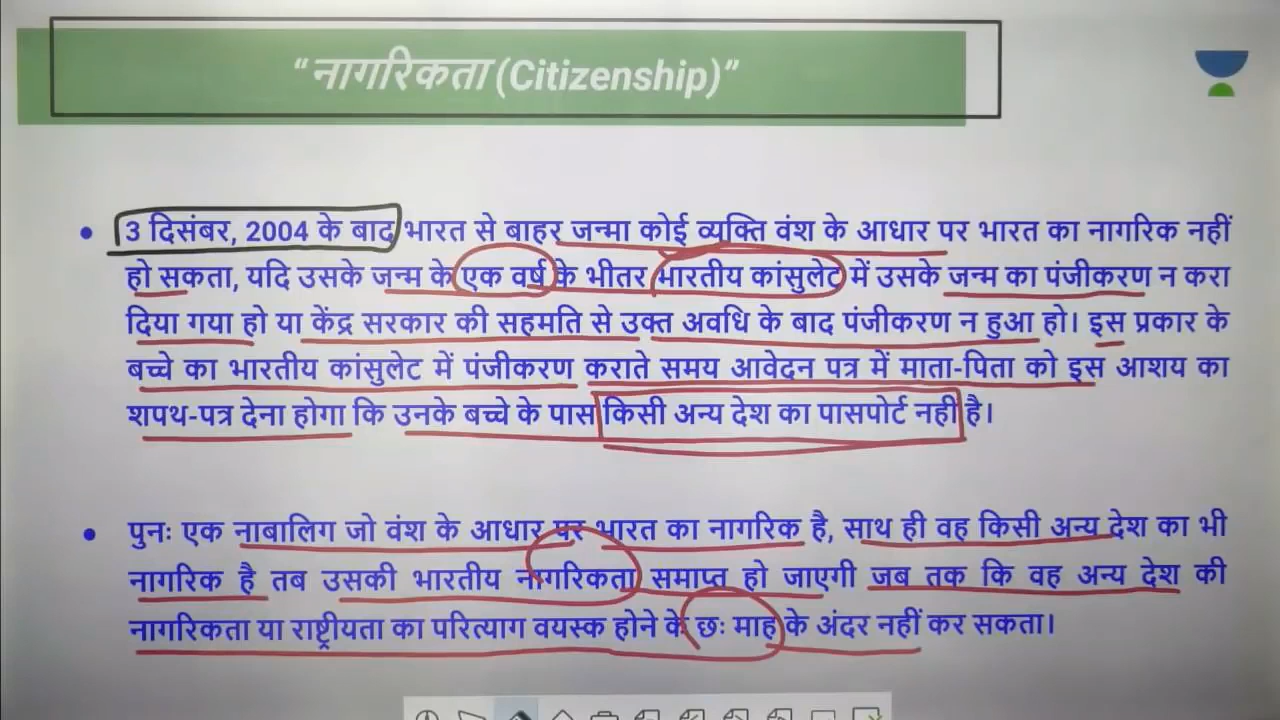 “नागरिकता (Citizenship)”
• 3 दिसंबर, 2004 के बाद भारत से बाहर जन्मा कोई व्यक्ति वंश के आधार पर भारत का नागरिक नहीं
हो सकता, यदि उसके जन्म के एक वर्ष के भीतर भारतीय कांसुलेट में उसके जन्म का पंजीकरण न करा
दिया गया हो या केंद्र सरकार की सहमति से उक्त अवधि के बाद पंजीकरण न हुआ हो। इस प्रकार के
बच्चे का भारतीय कांसुलेट में पंजीकरण कराते समय आवेदन पत्र में माता-पिता को इस आशय का
शपथ-पत्र देना होगा कि उनके बच्चे के पास किसी अन्य देश का पासपोर्ट नही है।
• पुनः एक नाबालिग जो वंश के आधार पर भारत का नागरिक है, साथ ही वह किसी अन्य देश का भी
नागरिक है तब उसकी भारतीय नागरिकता समाप्त हो जाएगी जब तक कि वह अन्य देश की
नागरिकता या राष्ट्रीयता का परित्याग वयस्क होने के छः माह के अंदर नहीं कर सकता।